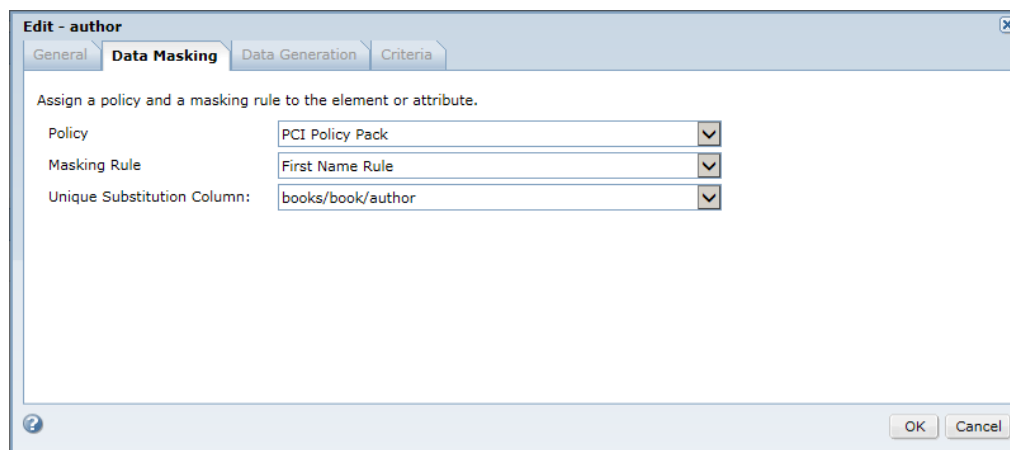 Edit - author
General Data Masking Data Generation Criteria
Assign a policy and a masking rule to the element or attribute.
Policy PCI Policy Pack
Masking Rule First Name Rule
Unique Substitution Column: books/book/author
? OK Cancel